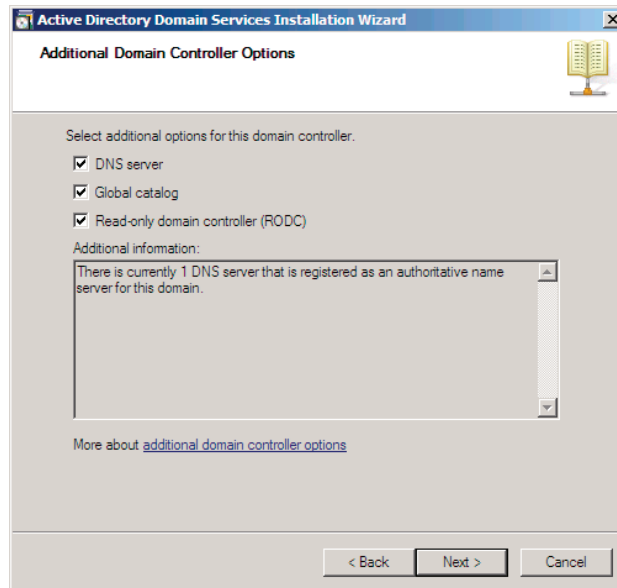 Active Directory Domain Services Installation Wizard
Additional Domain Controller Options
Select additional options for this domain controller.
DNS server
Global catalog
Read-only domain controller (RODC)
Additional information:
There is currently 1 DNS server that is registered as an authoritative name
server for this domain.
More about additional domain controller options
< Back Next > Cancel